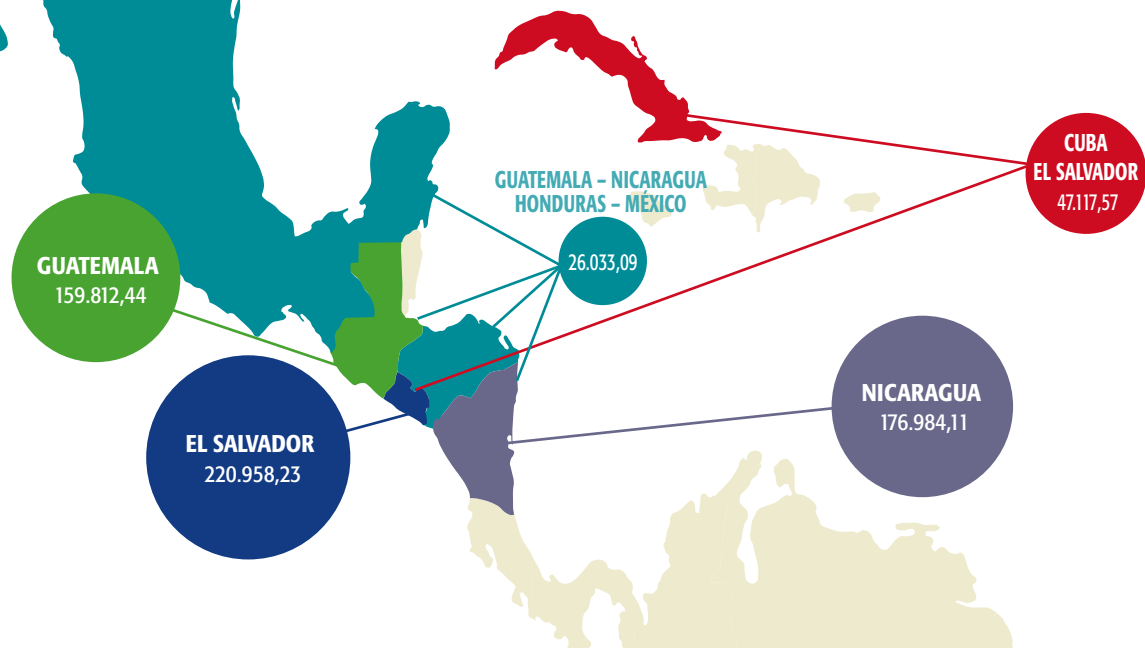 CUBA
EL SALVADOR
47.117,57
GUATEMALA – NICARAGUA
HONDURAS – MÉXICO
26.033,09
GUATEMALA
159.812,44
NICARAGUA
176.984,11
EL SALVADOR
220.958,23